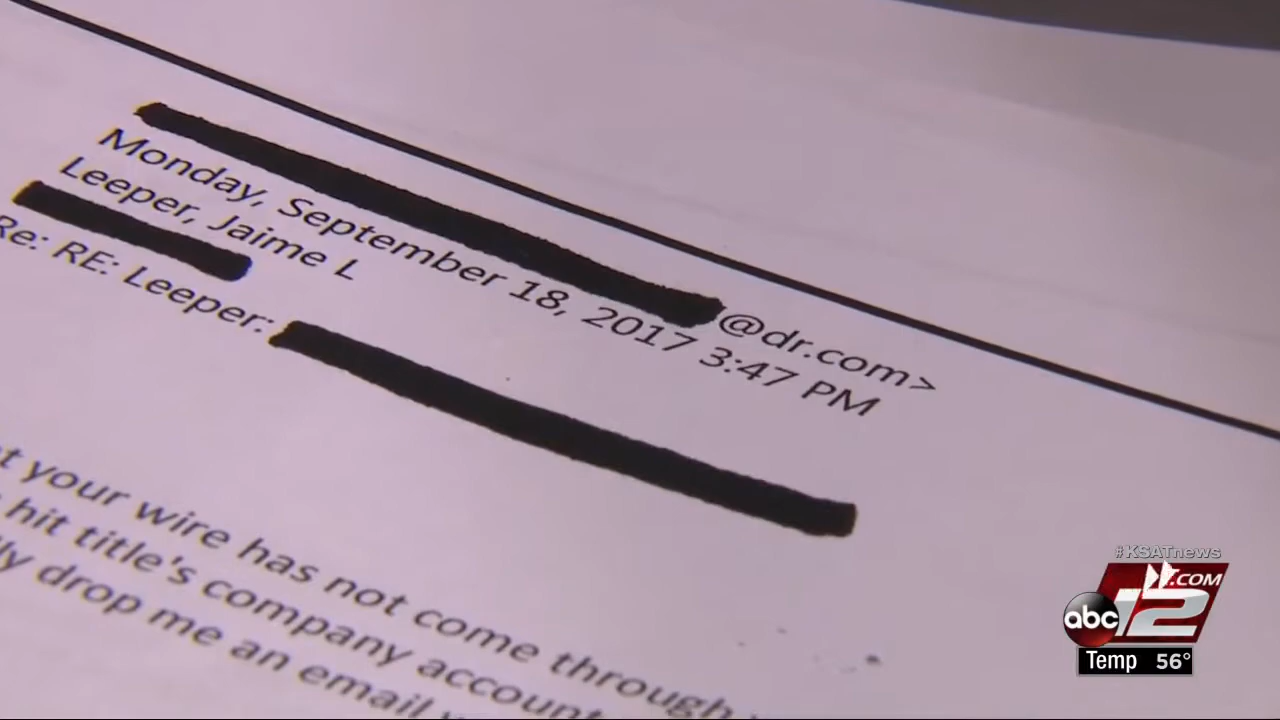 @dr.com>
Monday, September 18, 2017 3:47 PM
Leeper, Jaime L
Re: RE: Leeper:
your wire has not come through
hit title's company account
drop me an email
#KSATnews
.COM
abc 12
Temp 56°